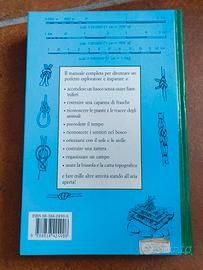 Il manuale completo per diventare un
perfetto esploratore e imparare a:
• accendere un fuoco senza usare fiam-
miferi
• costruire una capanna di frasche
• riconoscere le piante e le tracce degli
animali
• prevedere il tempo
• riconoscere i sentieri nel bosco
• orientarsi con il sole o le stelle
• costruire una zattera
• organizzare un campo
• usare la bussola e la carta topografica
e fare mille altre attività stando all'aria
aperta!